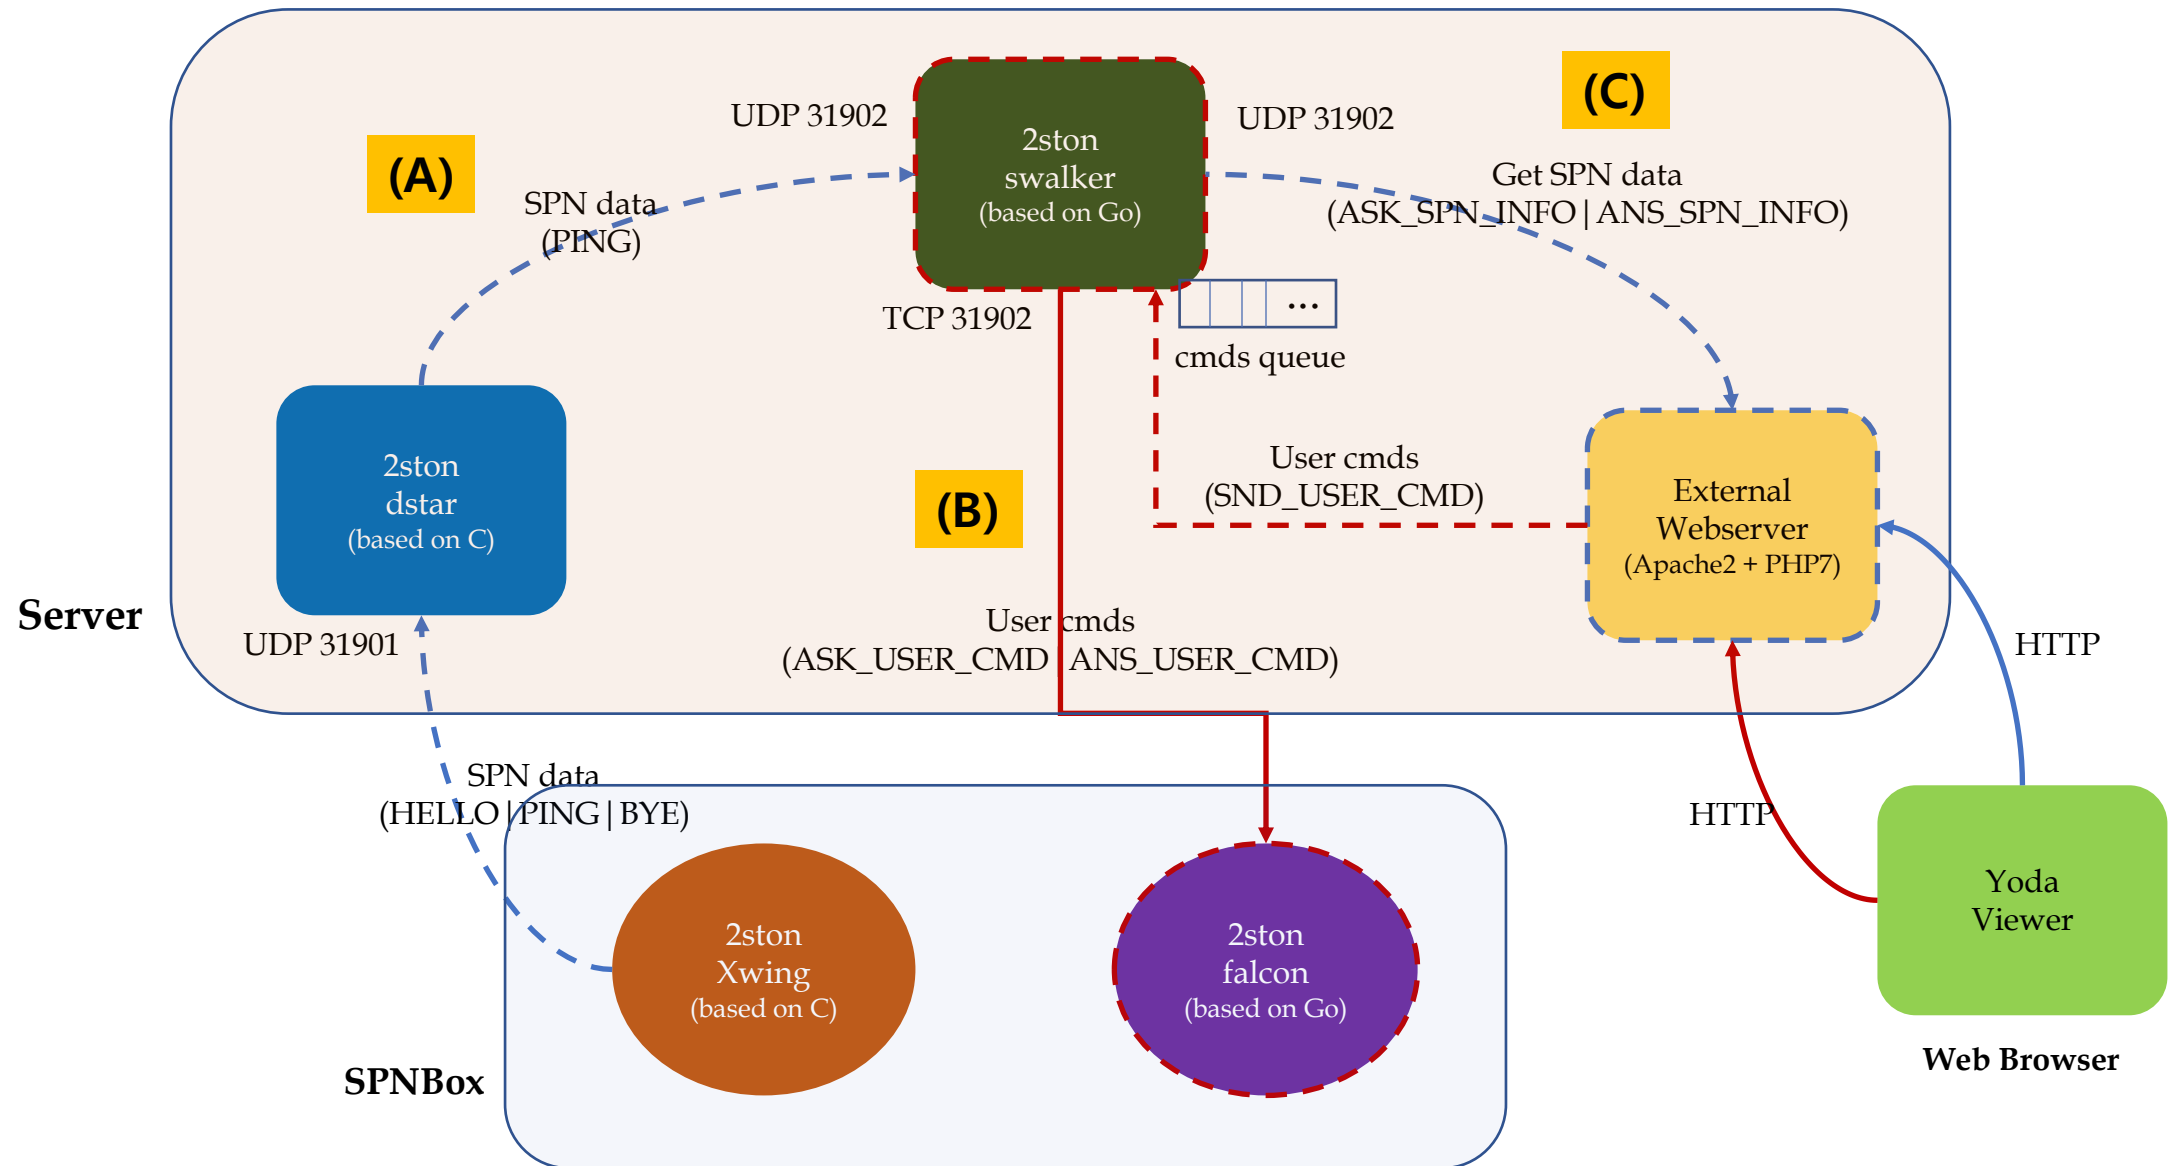 (C)
UDP 31902
UDP 31902
2ston
swalker
(based on Go)
(A)
SPN data
(PING)
Get SPN data
(ASK_SPN_INFO|ANS_SPN_INFO)
TCP 31902
...
cmds queue
2ston
dstar
(based on C)
User cmds
(SND_USER_CMD)
(B)
External
Webserver
(Apache2 + PHP7)
Server
UDP 31901
User cmds
(ASK_USER_CMD|ANS_USER_CMD)
HTTP
SPN data
(HELLO|PING|BYE)
HTTP
2ston
Xwing
(based on C)
2ston
falcon
(based on Go)
Yoda
Viewer
SPNBox
Web Browser